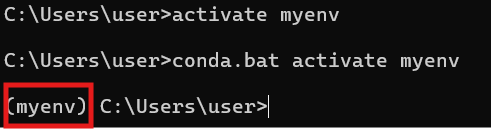 C:\Users\user>activate myenv
C:\Users\user>conda.bat activate myenv
(myenv) C:\Users\user>